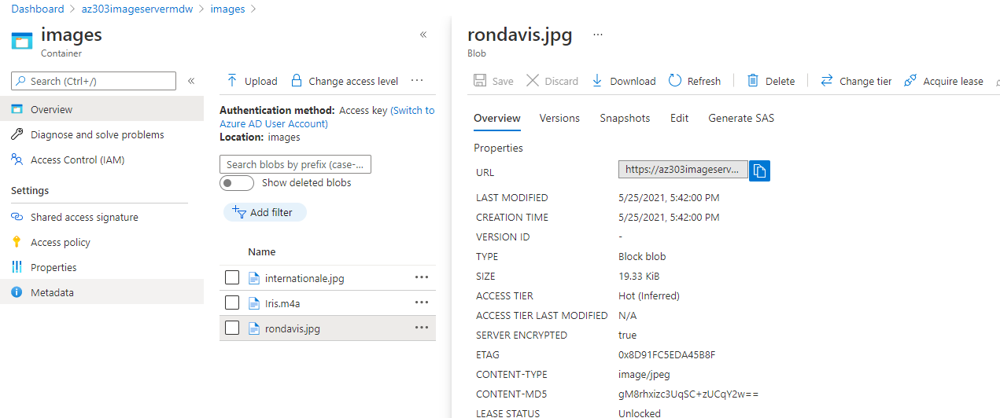 Dashboard > az303imageservermdw > images >
images
Container
«
Search (Ctrl+/)
«
Overview
Diagnose and solve problems
Access Control (IAM)
Settings
Shared access signature
Access policy
Properties
Metadata
Upload Change access level ...
Authentication method: Access key (Switch to
Azure AD User Account)
Location: images
Search blobs by prefix (case-...
Show deleted blobs
Add filter
Name
internationale.jpg ...
Iris.m4a ...
rondavis.jpg ...
rondavis.jpg ...
Blob
Save Discard Download Refresh Delete Change tier Acquire lease
Overview Versions Snapshots Edit Generate SAS
Properties
URL https://az303imageserv...
LAST MODIFIED 5/25/2021, 5:42:00 PM
CREATION TIME 5/25/2021, 5:42:00 PM
VERSION ID -
TYPE Block blob
SIZE 19.33 KiB
ACCESS TIER Hot (Inferred)
ACCESS TIER LAST MODIFIED N/A
SERVER ENCRYPTED true
ETAG 0x8D91FC5EDA45B8F
CONTENT-TYPE image/jpeg
CONTENT-MD5 gM8rhxizc3UqSC+zUCqY2w==
LEASE STATUS Unlocked